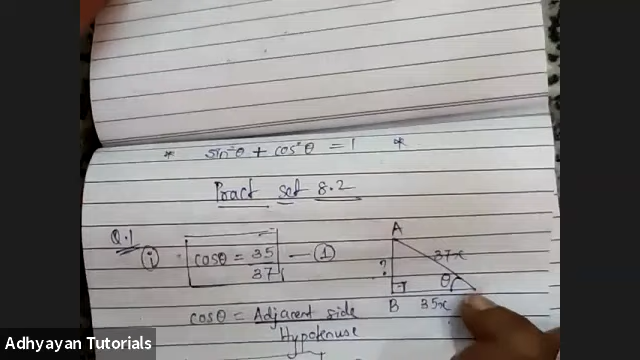 * sin²θ + cos²θ = 1 *
Pract set 8.2
Q.1
i cosθ = 35/37 — 1
A
37x
?
θ
B 35x
cosθ = Adjacent side
Hypotenuse
Adhyayan Tutorials